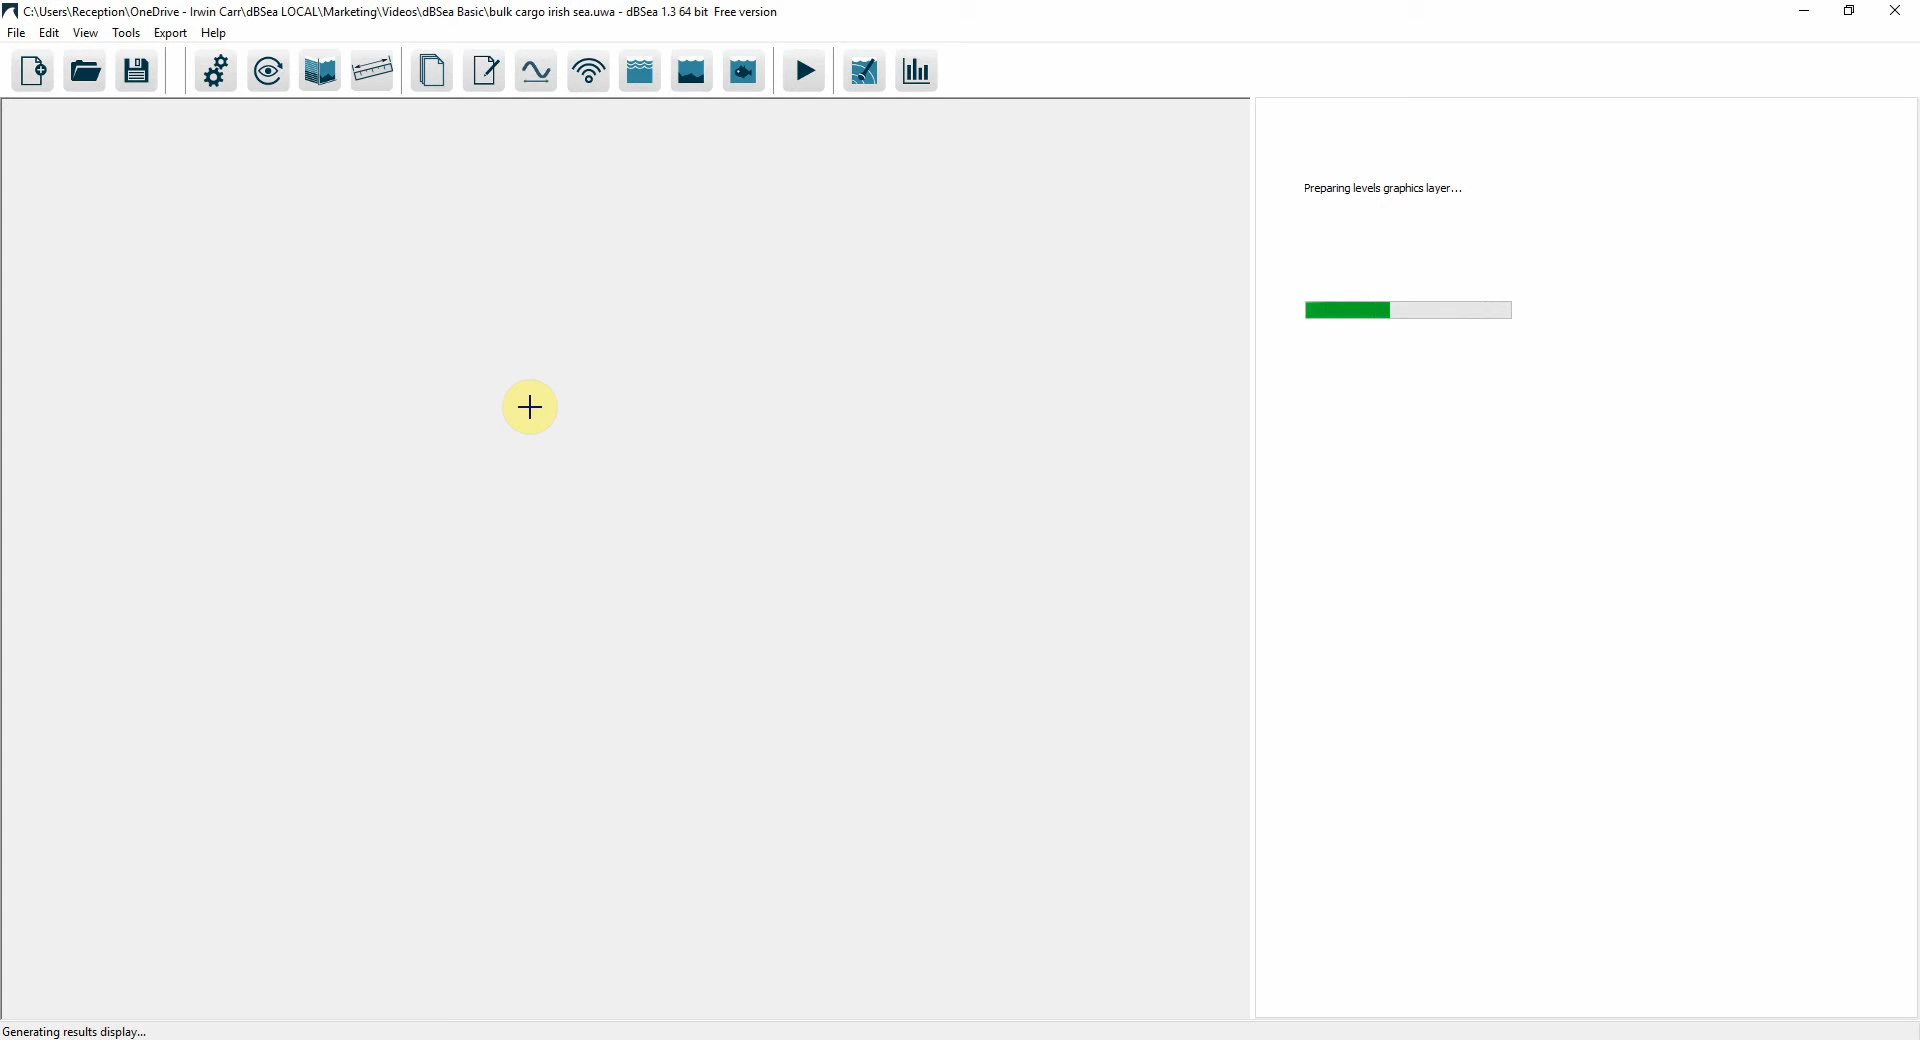 C:\Users\Reception\OneDrive - Irwin Carr\dBSea LOCAL\Marketing\Videos\dBSea Basic\bulk cargo irish sea.uwa - dBSea 1.3 64 bit  Free version
File Edit View Tools Export Help
Preparing levels graphics layer...
Generating results display...